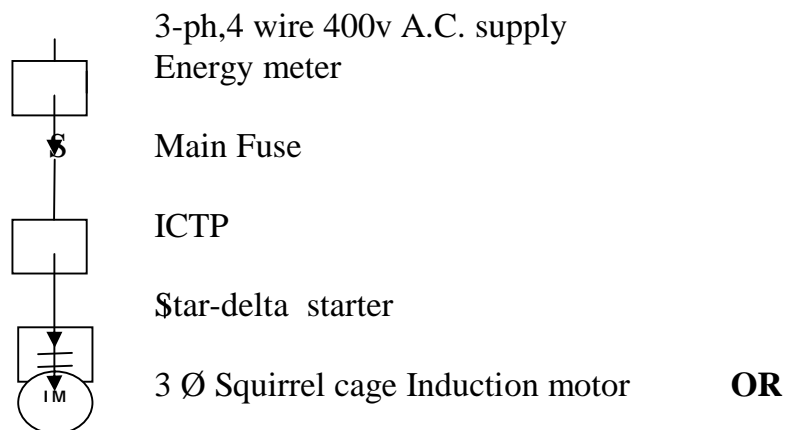 3-ph,4 wire 400v A.C. supply
Energy meter
S Main Fuse
ICTP
Star-delta starter
3 Ø Squirrel cage Induction motor OR
IM